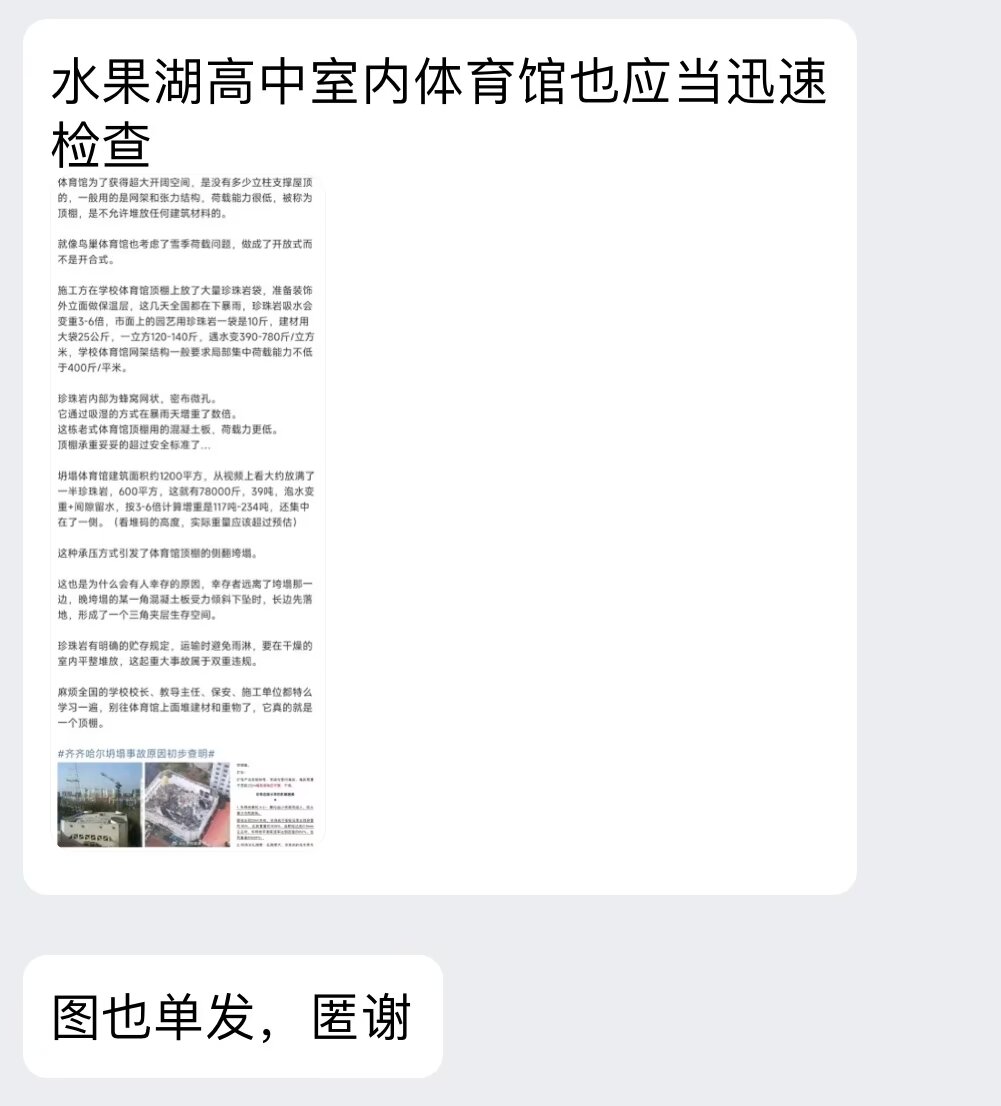 水果湖高中室内体育馆也应当迅速
检查
体育馆为了获得超大开阔空间，是没有多少立柱支撑屋顶
的，一般用的是网架和张力结构，荷载能力很低，被称为
顶棚，是不允许堆放任何建筑材料的。
就像鸟巢体育馆也考虑了雪季荷载问题，做成了开放式而
不是开合式。
施工方在学校体育馆顶棚上放了大量珍珠岩袋，准备装饰
外立面做保温层，这几天全国都在下暴雨，珍珠岩吸水会
变重3-6倍，市面上的园艺用珍珠岩一袋是10斤，建材用
大袋25公斤，一立方120-140斤，遇水变390-780斤/立方
米，学校体育馆网架结构一般要求局部集中荷载能力不低
于400斤/平米。
珍珠岩内部为蜂窝网状，密布微孔。
它通过吸湿的方式在暴雨天增重了数倍。
这栋老式体育馆顶棚用的混凝土板，荷载力更低。
顶棚承重妥妥的超过安全标准了...
坍塌体育馆建筑面积约1200平方，从视频上看大约放满了
一半珍珠岩，600平方，这就有78000斤，39吨，泡水变
重+间隙留水，按3-6倍计算增重是117吨-234吨，还集中
在了一侧。（看堆码的高度，实际重量应该超过预估）
这种承压方式引发了体育馆顶棚的侧翻垮塌。
这也是为什么会有人幸存的原因，幸存者远离了垮塌那一
边，晚垮塌的某一角混凝土板受力倾斜下坠时，长边先落
地，形成了一个三角夹层生存空间。
珍珠岩有明确的贮存规定，运输时避免雨淋，要在干燥的
室内平整堆放，这起重大事故属于双重违规。
麻烦全国的学校校长、教导主任、保安、施工单位都特么
学习一遍，别往体育馆上面堆建材和重物了，它真的就是
一个顶棚。
#齐齐哈尔坍塌事故原因初步查明#
图也单发，匿谢